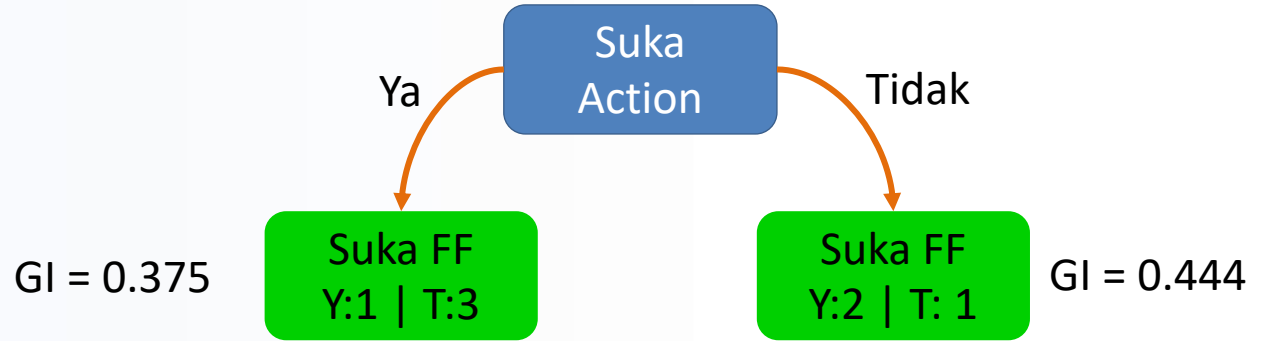 Suka
Action
Ya
Tidak
Suka FF
Y:1 | T:3
GI = 0.375
Suka FF
Y:2 | T: 1
GI = 0.444